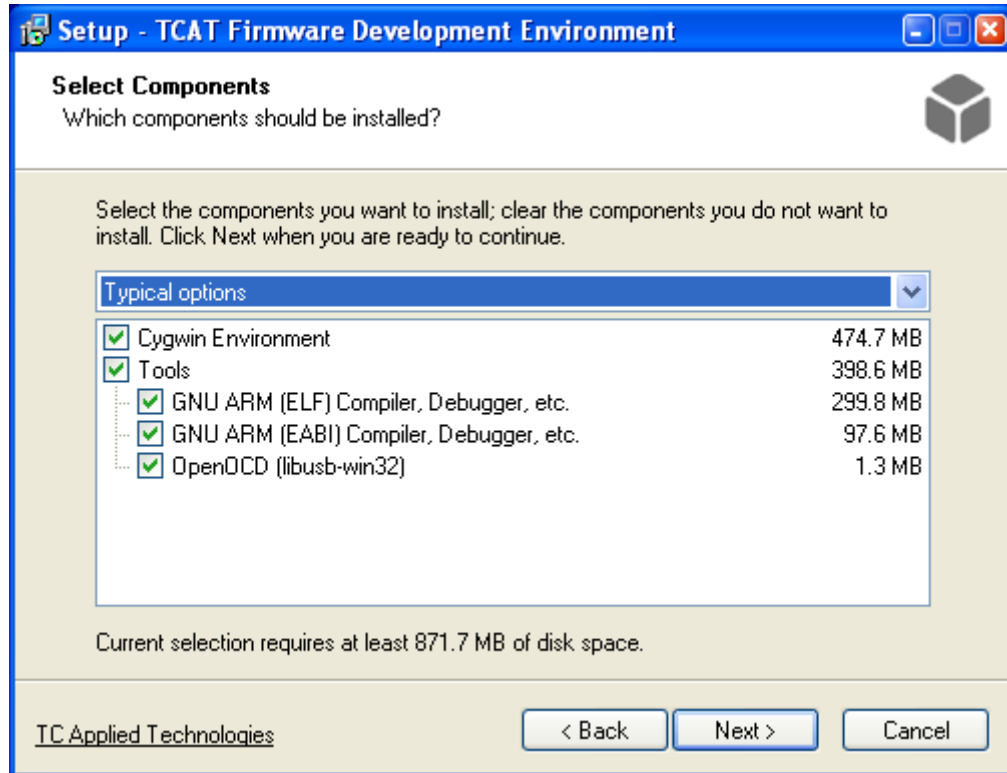 Setup - TCAT Firmware Development Environment
Select Components
Which components should be installed?
Select the components you want to install; clear the components you do not want to
install. Click Next when you are ready to continue.
Typical options
Cygwin Environment 474.7 MB
Tools 398.6 MB
GNU ARM (ELF) Compiler, Debugger, etc. 299.8 MB
GNU ARM (EABI) Compiler, Debugger, etc. 97.6 MB
OpenOCD (libusb-win32) 1.3 MB
Current selection requires at least 871.7 MB of disk space.
TC Applied Technologies < Back Next > Cancel